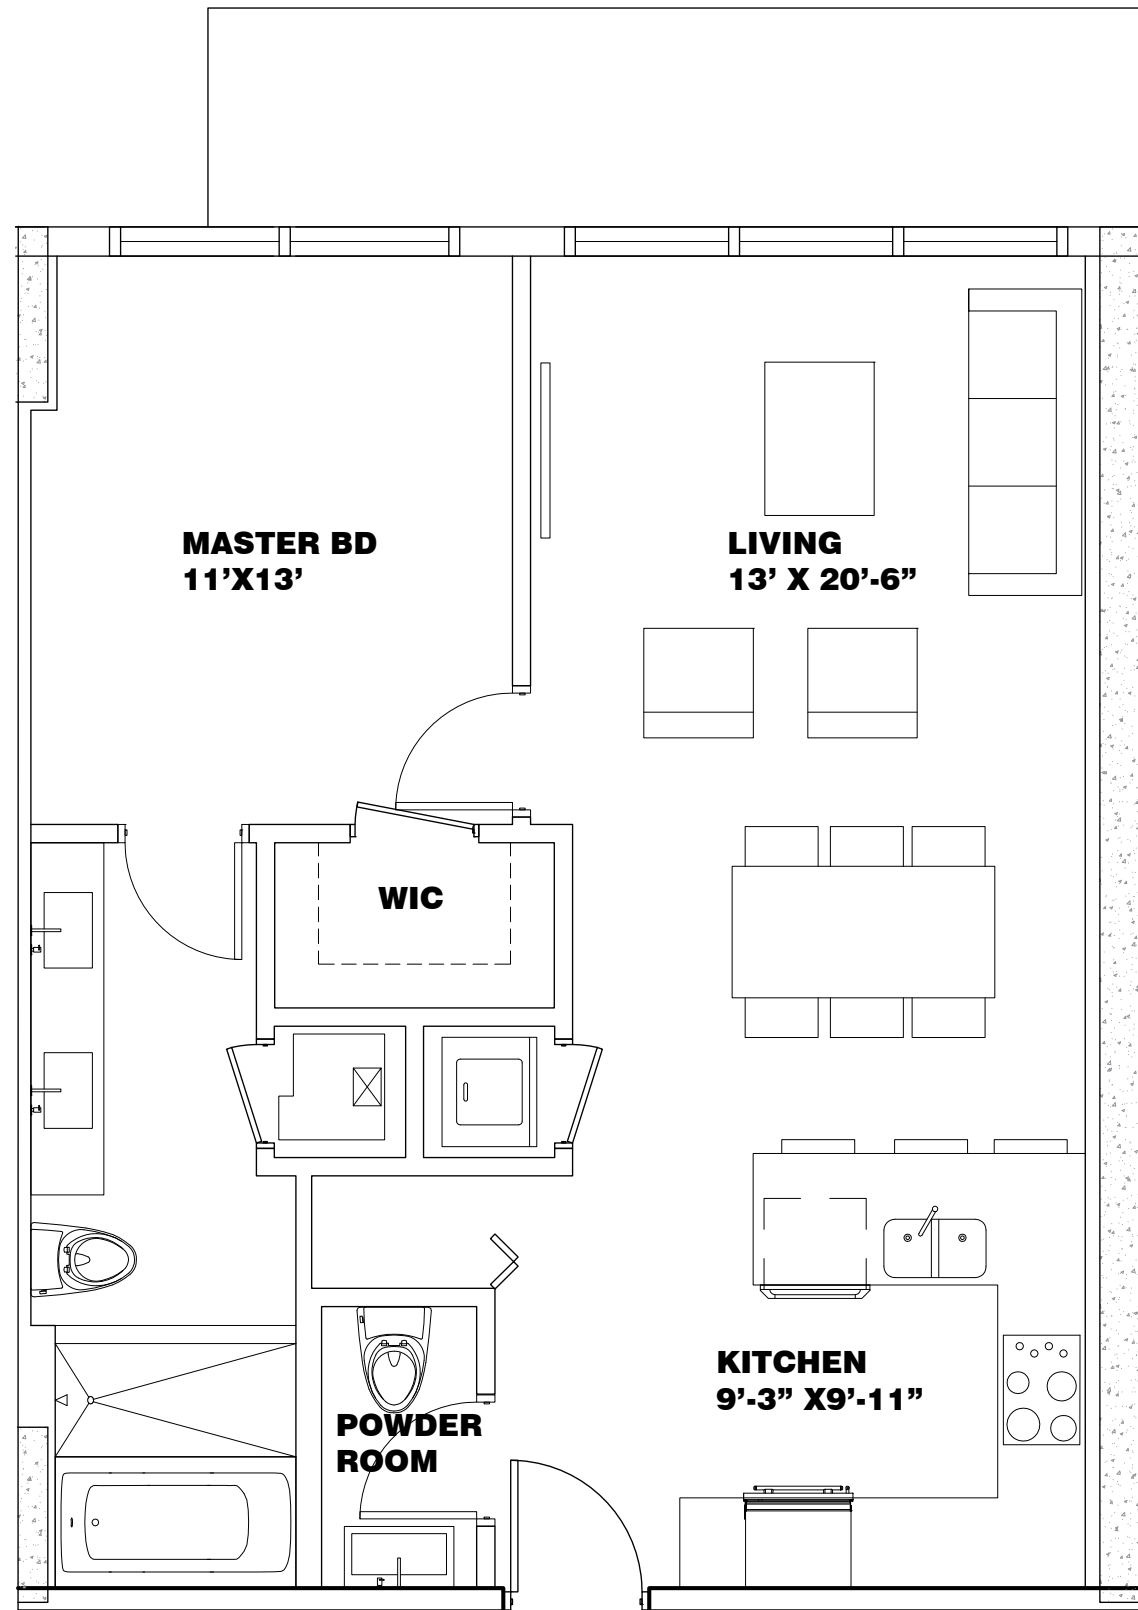 MASTER BD
11’X13’
LIVING
13’ X 20’-6”
WIC
KITCHEN
9’-3” X9’-11”
POWDER
ROOM